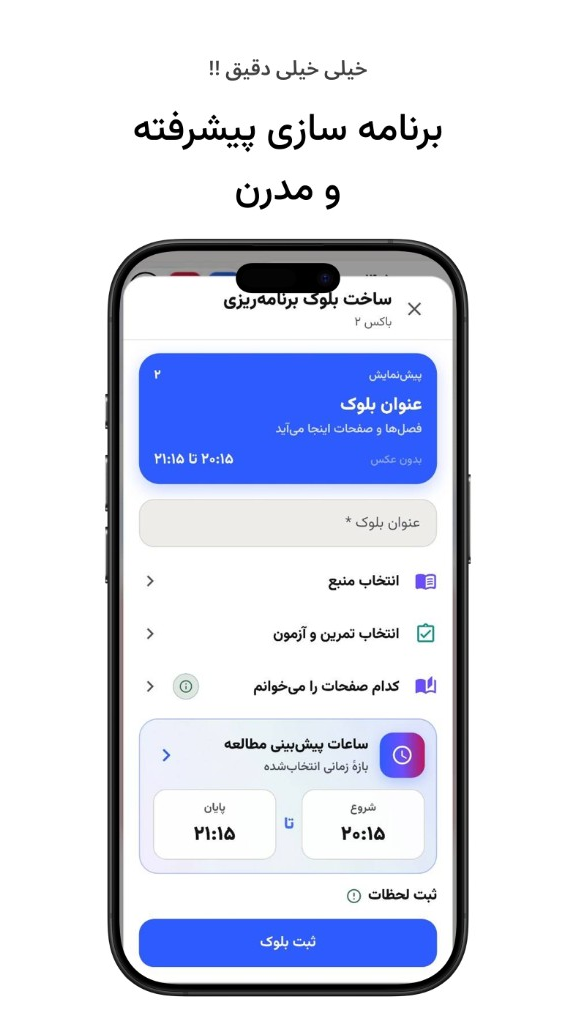 خیلی خیلی دقیق !!
برنامه سازی پیشرفته
و مدرن
ساخت بلوک برنامه‌ریزی
باکس ۲
پیش‌نمایش
۲
عنوان بلوک
فصل‌ها و صفحات اینجا می‌آید
بدون عکس
۲۰:۱۵ تا ۲۱:۱۵
عنوان بلوک *
انتخاب منبع
انتخاب تمرین و آزمون
کدام صفحات را می‌خوانم
ساعات پیش‌بینی مطالعه
بازهٔ زمانی انتخاب‌شده
شروع
۲۰:۱۵
تا
پایان
۲۱:۱۵
ثبت لحظات
ثبت بلوک